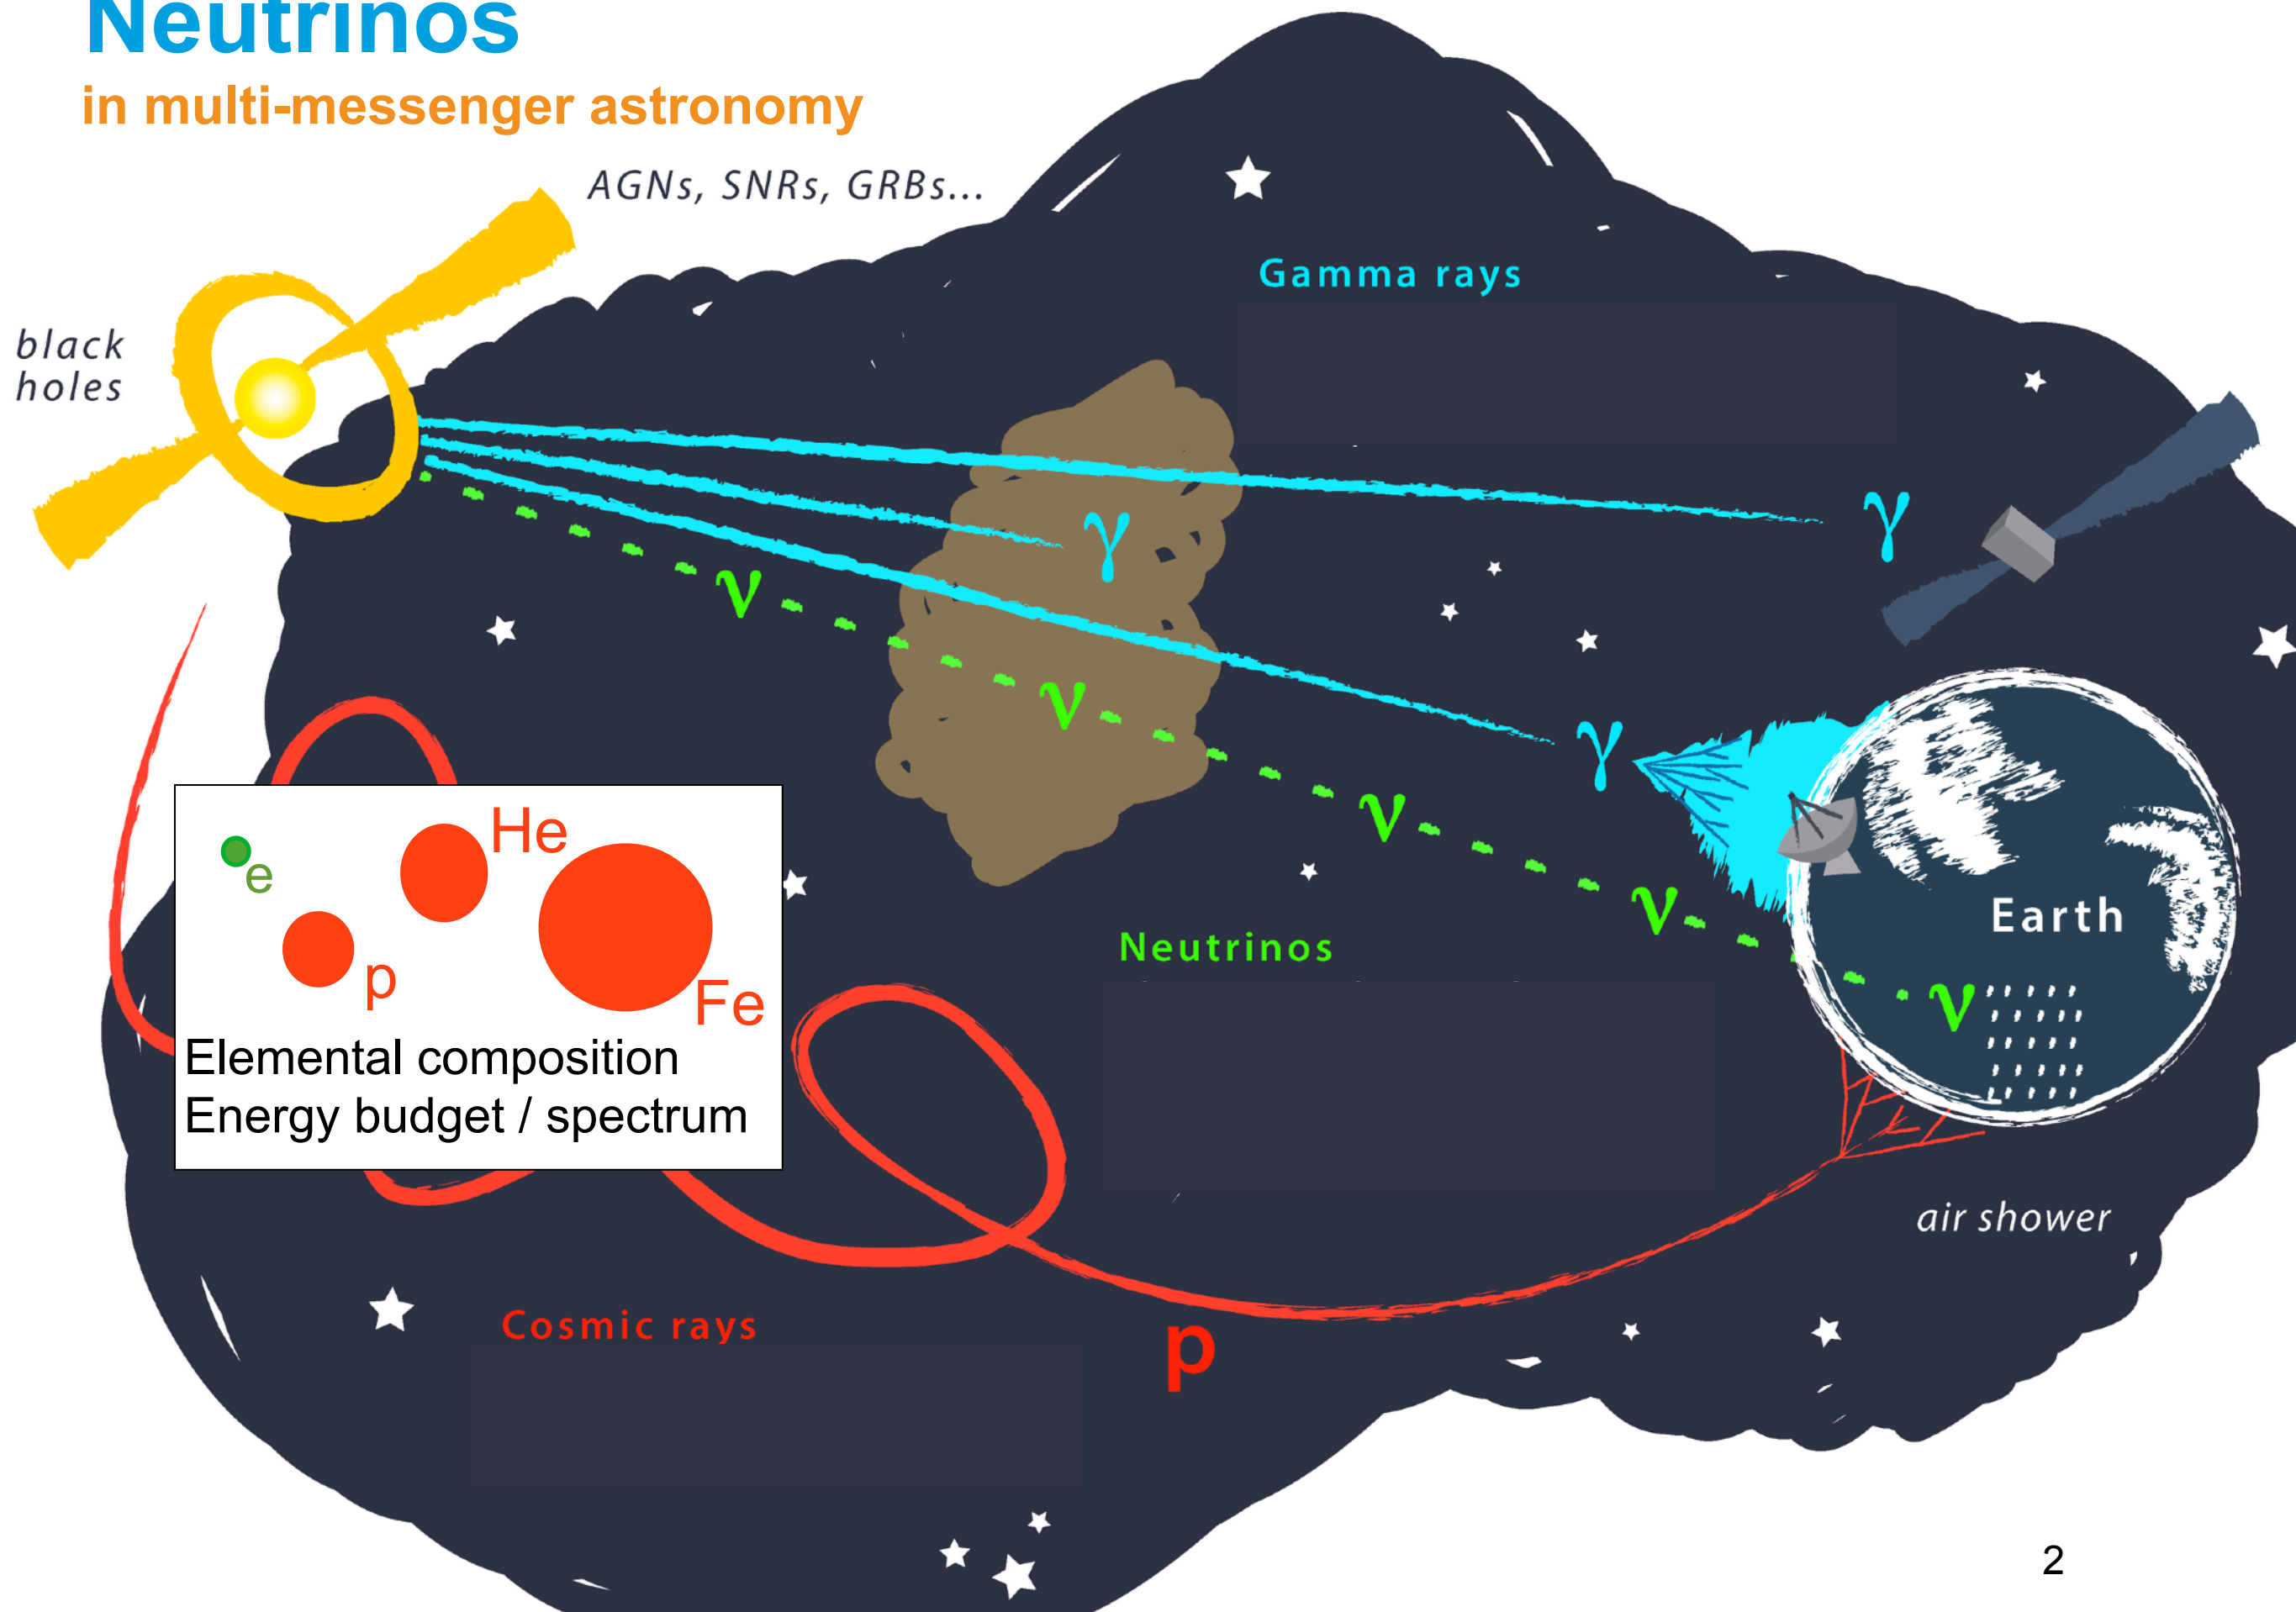 Neutrinos
in multi-messenger astronomy
AGNs, SNRs, GRBs...
black
holes
Gamma rays
γ
γ
γ
ν
ν
ν
ν
ν
Earth
Neutrinos
He
e
p
Fe
Elemental composition
Energy budget / spectrum
air shower
Cosmic rays
p
2